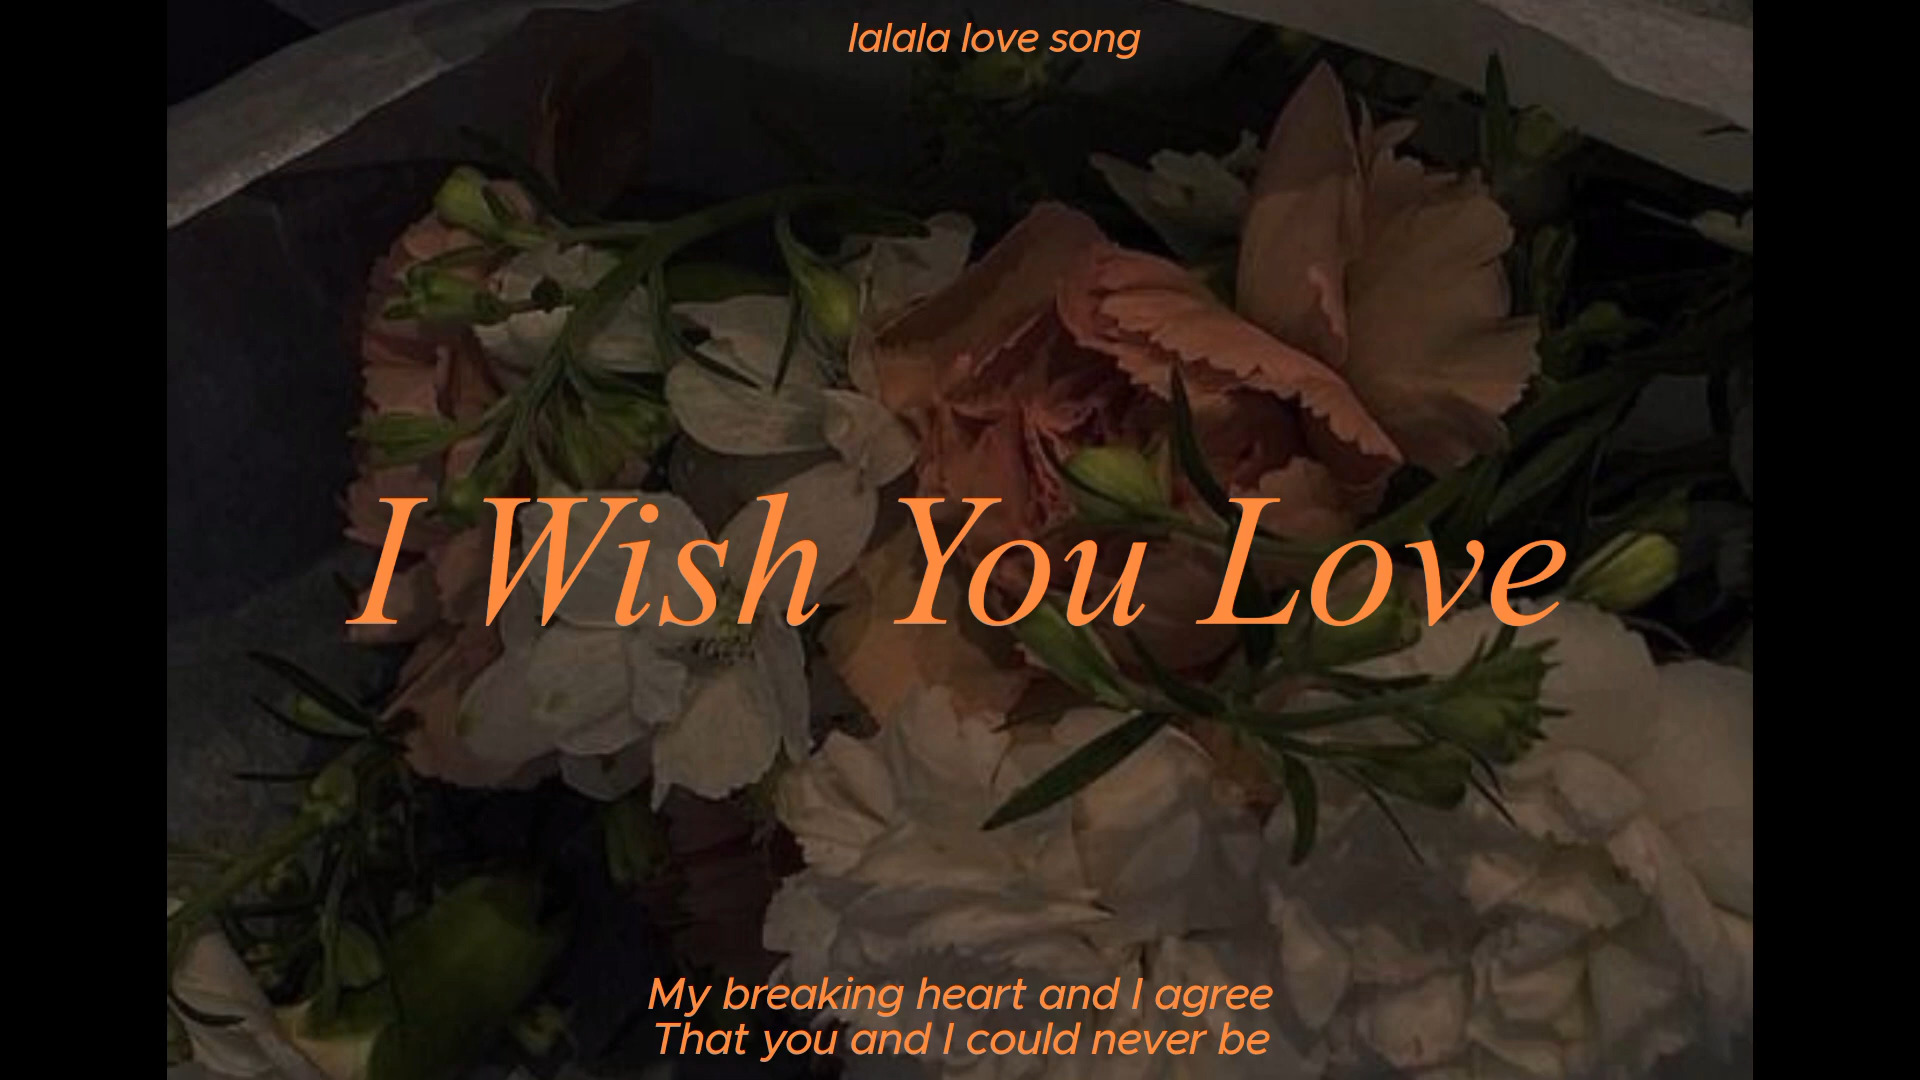 lalala love song
I Wish You Love
My breaking heart and I agree
That you and I could never be